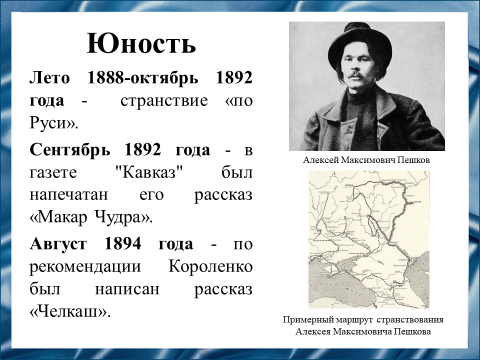 Юность
Лето 1888-октябрь 1892
года - странствие «по
Руси».
Сентябрь 1892 года - в
газете "Кавказ" был
напечатан его рассказ
«Макар Чудра».
Август 1894 года - по
рекомендации Короленко
был написан рассказ
«Челкаш».
Алексей Максимович Пешков
Примерный маршрут странствования
Алексея Максимовича Пешкова